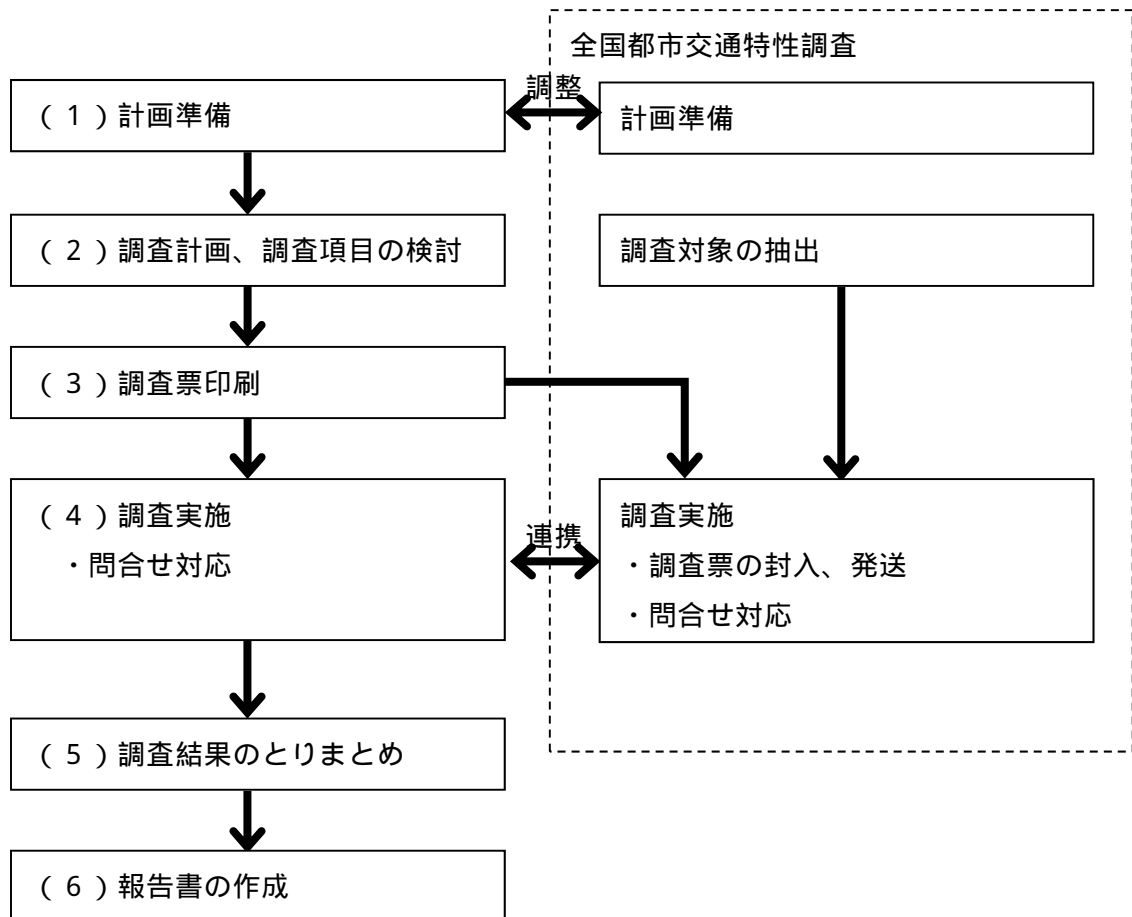 全国都市交通特性調査
(1)計画準備
調整
計画準備
(2)調査計画、調査項目の検討
調査対象の抽出
(3)調査票印刷
(4)調査実施
・問合せ対応
連携
調査実施
・調査票の封入、発送
・問合せ対応
(5)調査結果のとりまとめ
(6)報告書の作成